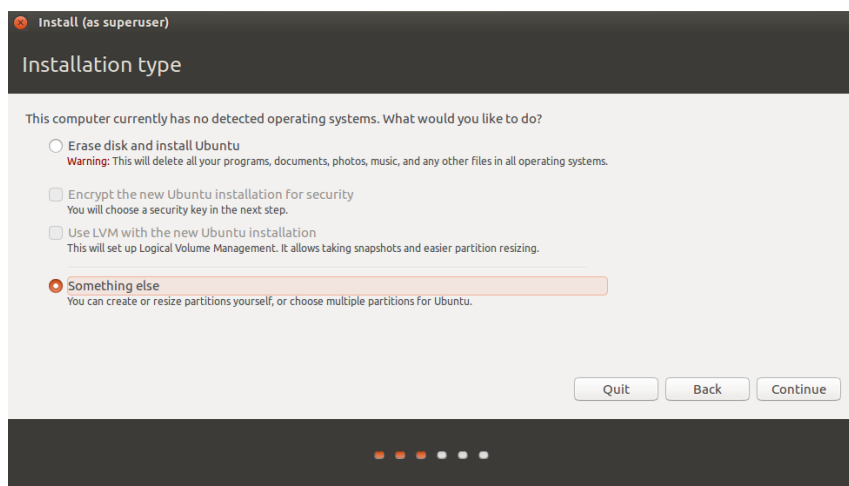 Install (as superuser)
Installation type
This computer currently has no detected operating systems. What would you like to do?
Erase disk and install Ubuntu
Warning: This will delete all your programs, documents, photos, music, and any other files in all operating systems.
Encrypt the new Ubuntu installation for security
You will choose a security key in the next step.
Use LVM with the new Ubuntu installation
This will set up Logical Volume Management. It allows taking snapshots and easier partition resizing.
Something else
You can create or resize partitions yourself, or choose multiple partitions for Ubuntu.
Quit Back Continue